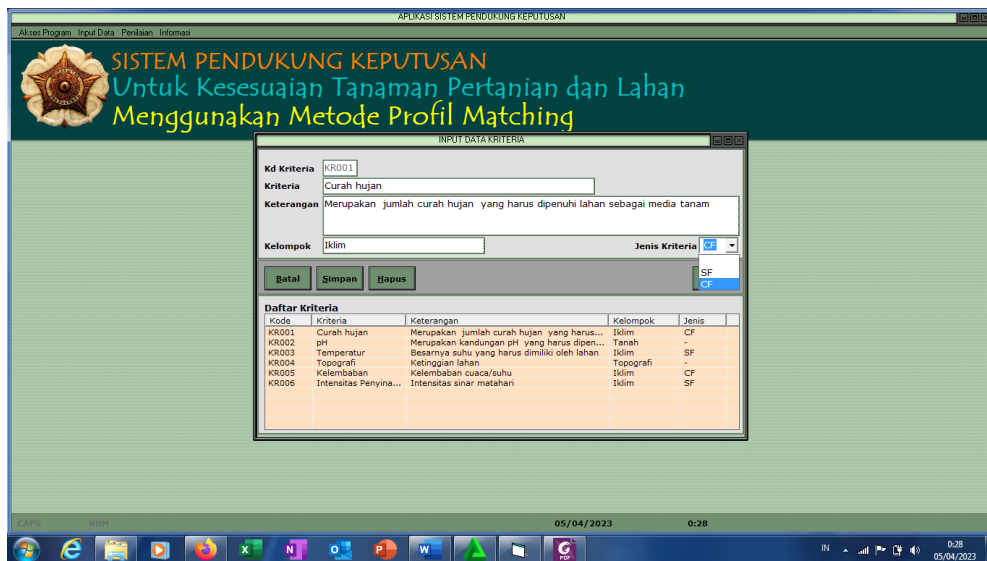 APLIKASI SISTEM PENDUKUNG KEPUTUSAN
Akses Program Input Data Penilaian Informasi
SISTEM PENDUKUNG KEPUTUSAN
Untuk Kesesuaian Tanaman Pertanian dan Lahan
Menggunakan Metode Profil Matching
INPUT DATA KRITERIA
Kd Kriteria KR001
Kriteria Curah hujan
Keterangan Merupakan jumlah curah hujan yang harus dipenuhi lahan sebagai media tanam
Kelompok Iklim Jenis Kriteria CF
SF
CF
Batal Simpan Hapus
Daftar Kriteria
Kode Kriteria Keterangan Kelompok Jenis
KR001 Curah hujan Merupakan jumlah curah hujan yang harus... Iklim CF
KR002 pH Merupakan kandungan pH yang harus dipen... Tanah -
KR003 Temperatur Besarnya suhu yang harus dimiliki oleh lahan Iklim SF
KR004 Topografi Ketinggian lahan Topografi -
KR005 Kelembaban Kelembaban cuaca/suhu Iklim CF
KR006 Intensitas Penyina... Intensitas sinar matahari Iklim SF
CAPS NUM 05/04/2023 0:28
IN 0:28
05/04/2023